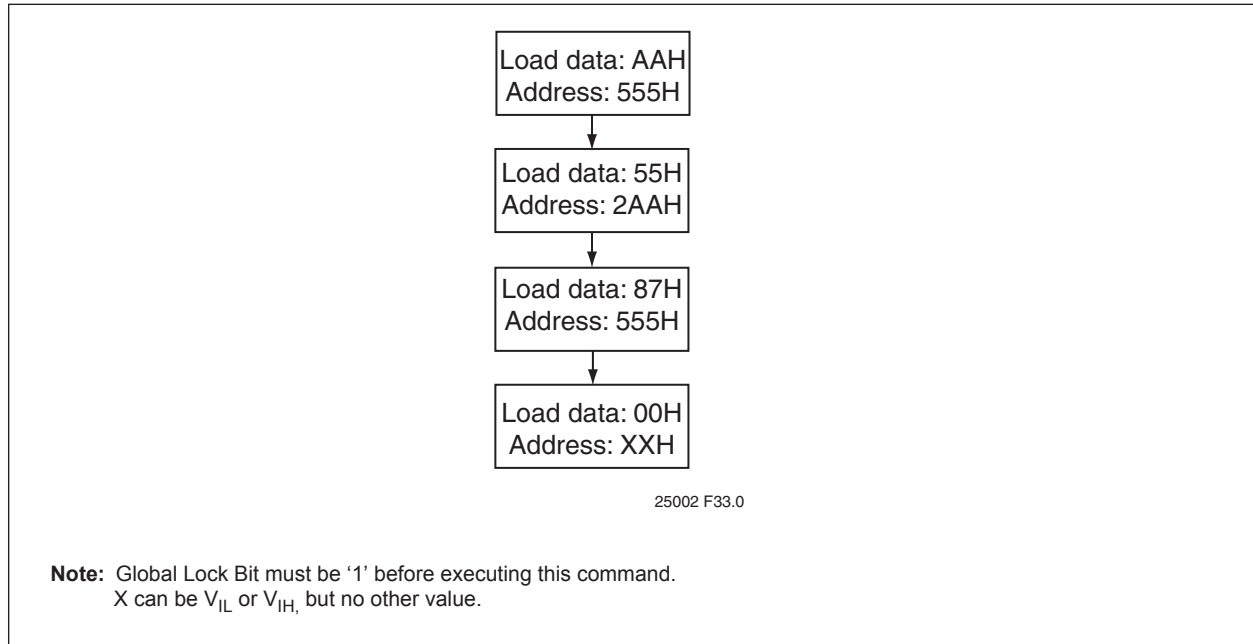 Load data: AAH
Address: 555H
Load data: 55H
Address: 2AAH
Load data: 87H
Address: 555H
Load data: 00H
Address: XXH
25002 F33.0
Note: Global Lock Bit must be ‘1’ before executing this command.
X can be VIL or VIH, but no other value.